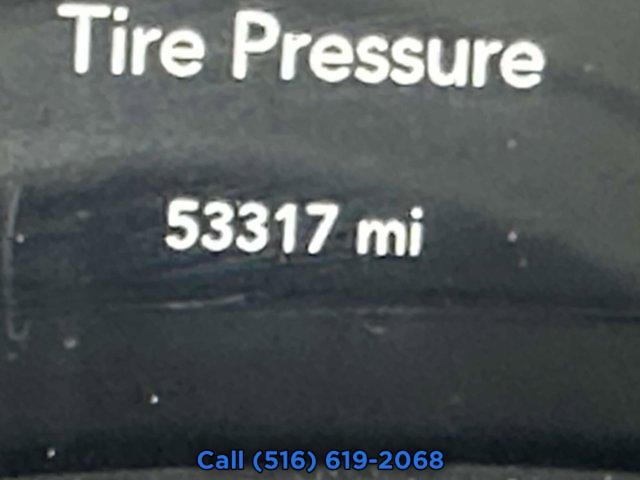 Tire Pressure
53317 mi
Call (516) 619-2068